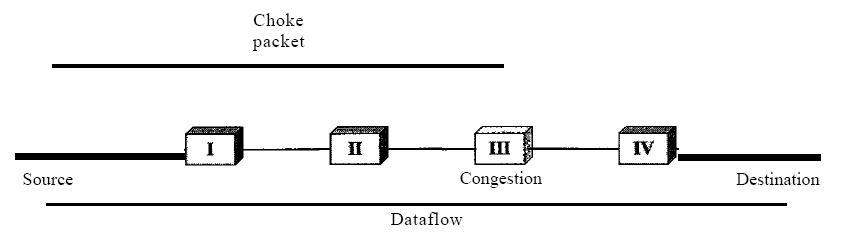 Choke
packet
I II III IV
Source Congestion Destination
Dataflow